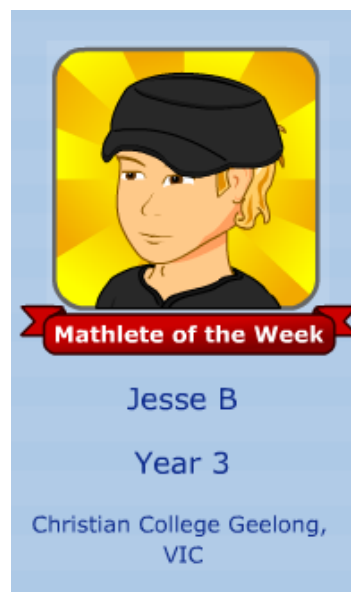 Mathlete of the Week
Jesse B
Year 3
Christian College Geelong,
VIC